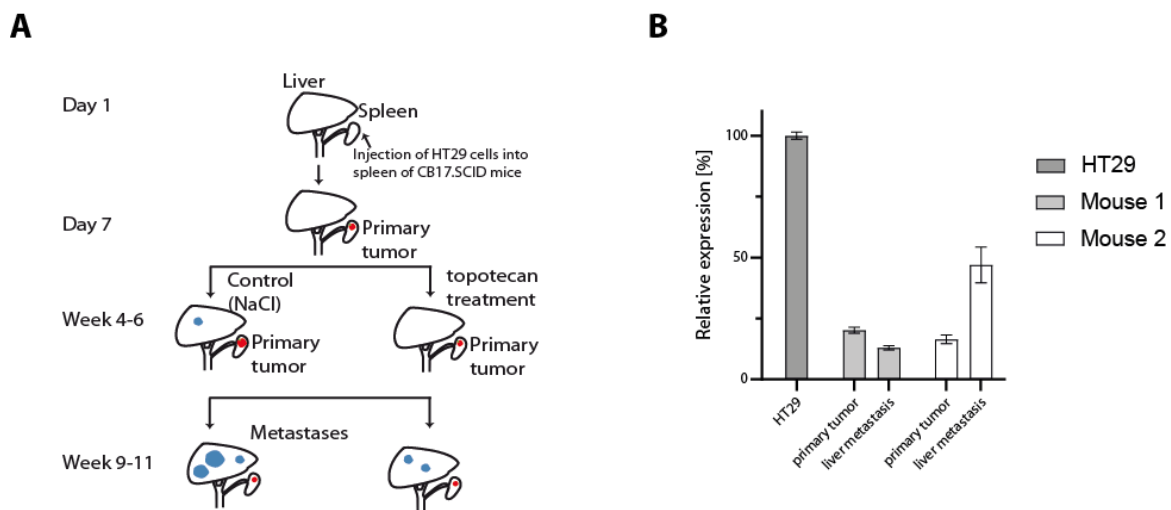 A
Day 1
Liver
Spleen
Injection of HT29 cells into
spleen of CB17.SCID mice
Day 7
Primary
tumor
Control
(NaCl)
topotecan
treatment
Week 4-6
Primary
tumor
Primary
tumor
Metastases
Week 9-11
B
Relative expression [%]
100
50
0
HT29
primary tumor
liver metastasis
primary tumor
liver metastasis
HT29
Mouse 1
Mouse 2